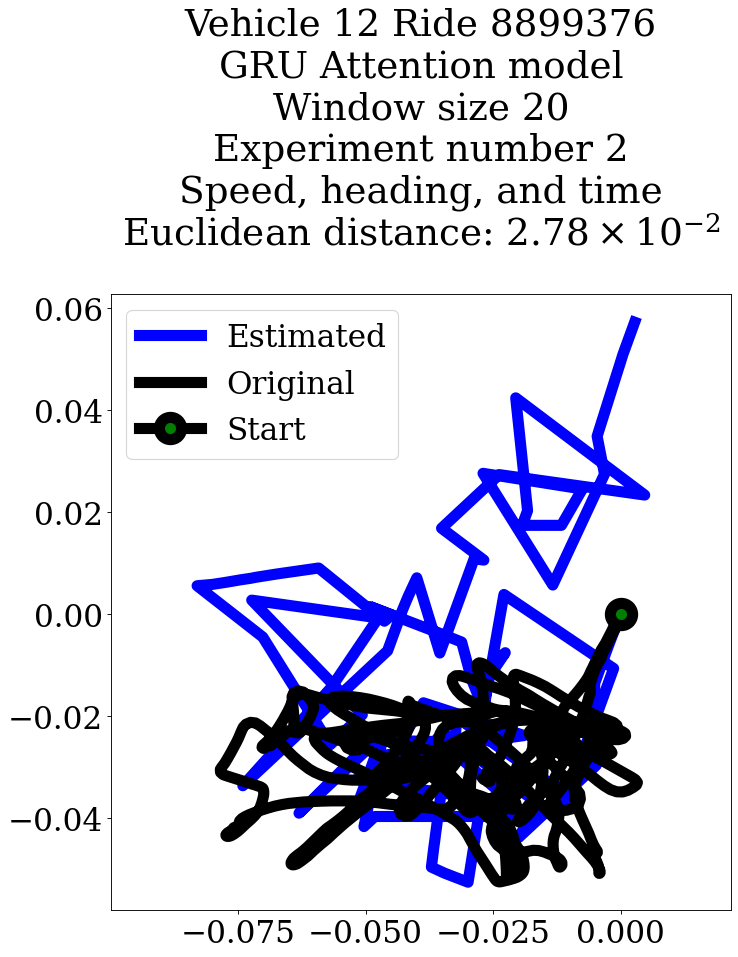 Vehicle 12 Ride 8899376
GRU Attention model
Window size 20
Experiment number 2
Speed, heading, and time
Euclidean distance: 2.78 × 10⁻²
Estimated
Original
Start
0.06
0.04
0.02
0.00
−0.02
−0.04
−0.075 −0.050 −0.025 0.000